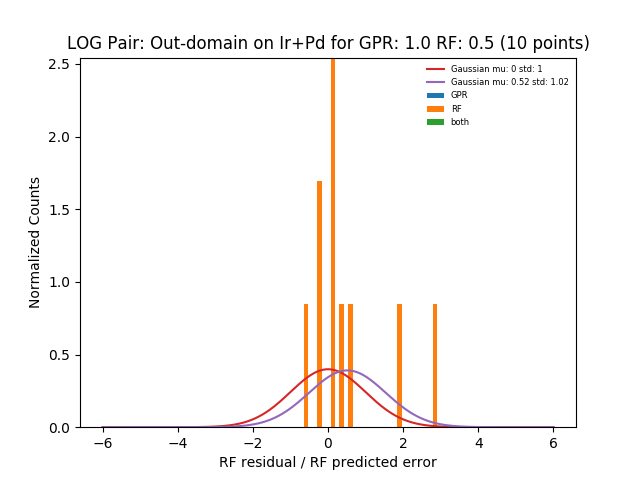 LOG Pair: Out-domain on Ir+Pd for GPR: 1.0 RF: 0.5 (10 points)
Gaussian mu: 0 std: 1
Gaussian mu: 0.52 std: 1.02
GPR
RF
both
Normalized Counts
2.5
2.0
1.5
1.0
0.5
0.0
−6
−4
−2
0
2
4
6
RF residual / RF predicted error